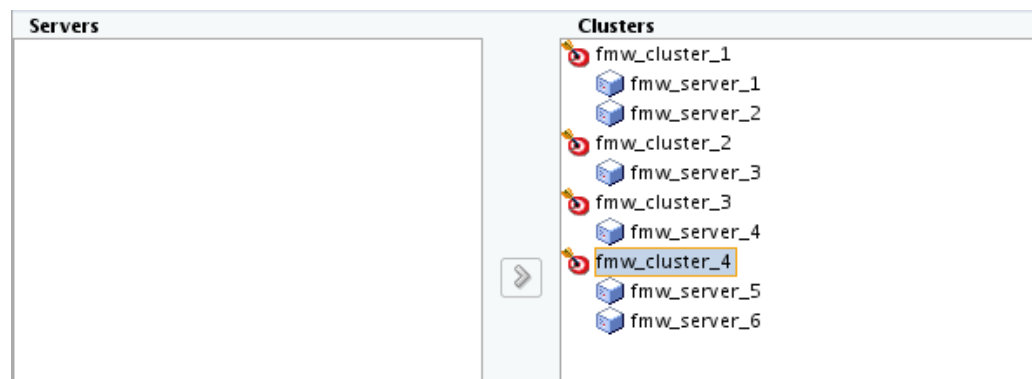 Servers
Clusters
fmw_cluster_1
fmw_server_1
fmw_server_2
fmw_cluster_2
fmw_server_3
fmw_cluster_3
fmw_server_4
fmw_cluster_4
fmw_server_5
fmw_server_6